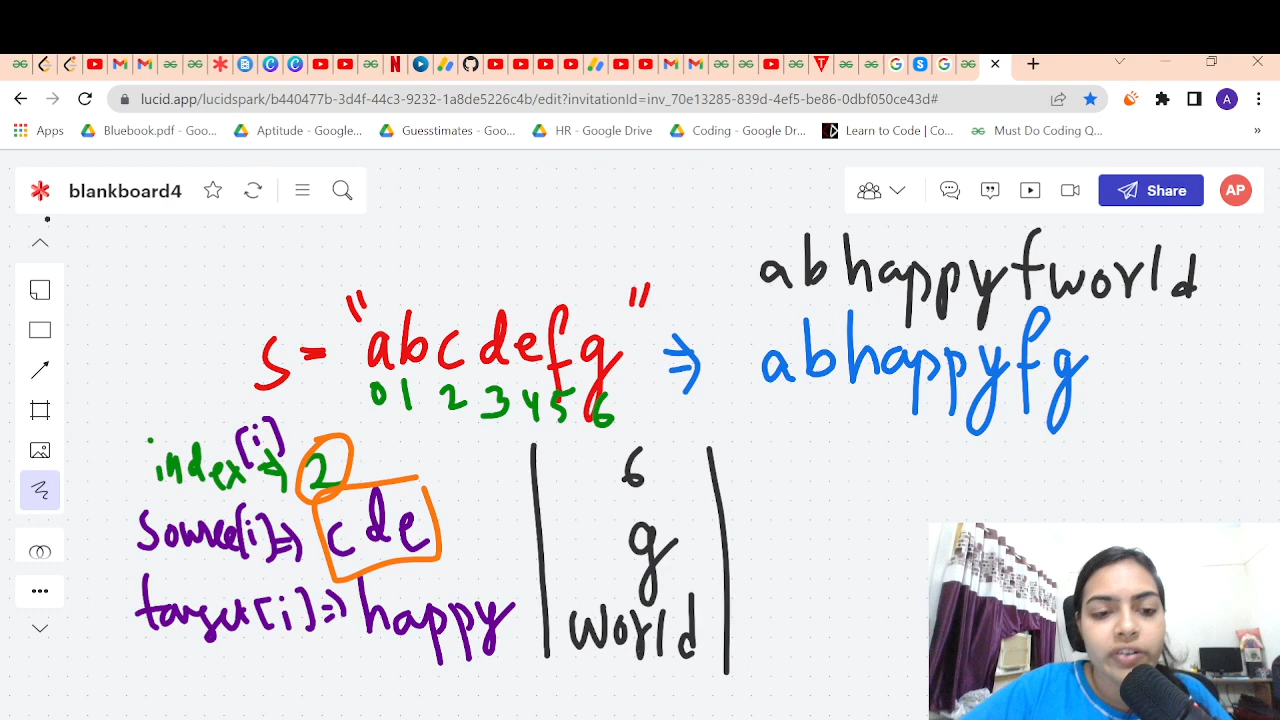 lucid.app/lucidspark/b440477b-3d4f-44c3-9232-1a8de5226c4b/edit?invitationId=inv_70e13285-839d-4ef5-be86-0dbf050ce43d#
A
Apps
Bluebook.pdf - Goo...
Aptitude - Google...
Guesstimates - Goo...
HR - Google Drive
Coding - Google Dr...
Learn to Code | Co...
Must Do Coding Q...
»
blankboard4
Share
AP
abhappyfworld
s = "abcdefg" ⇒ abhappyfg
0 1 2 3 4 5 6
index[i] → 2
6
source[i] ⇒ cde
g
target[i] ⇒ happy
world